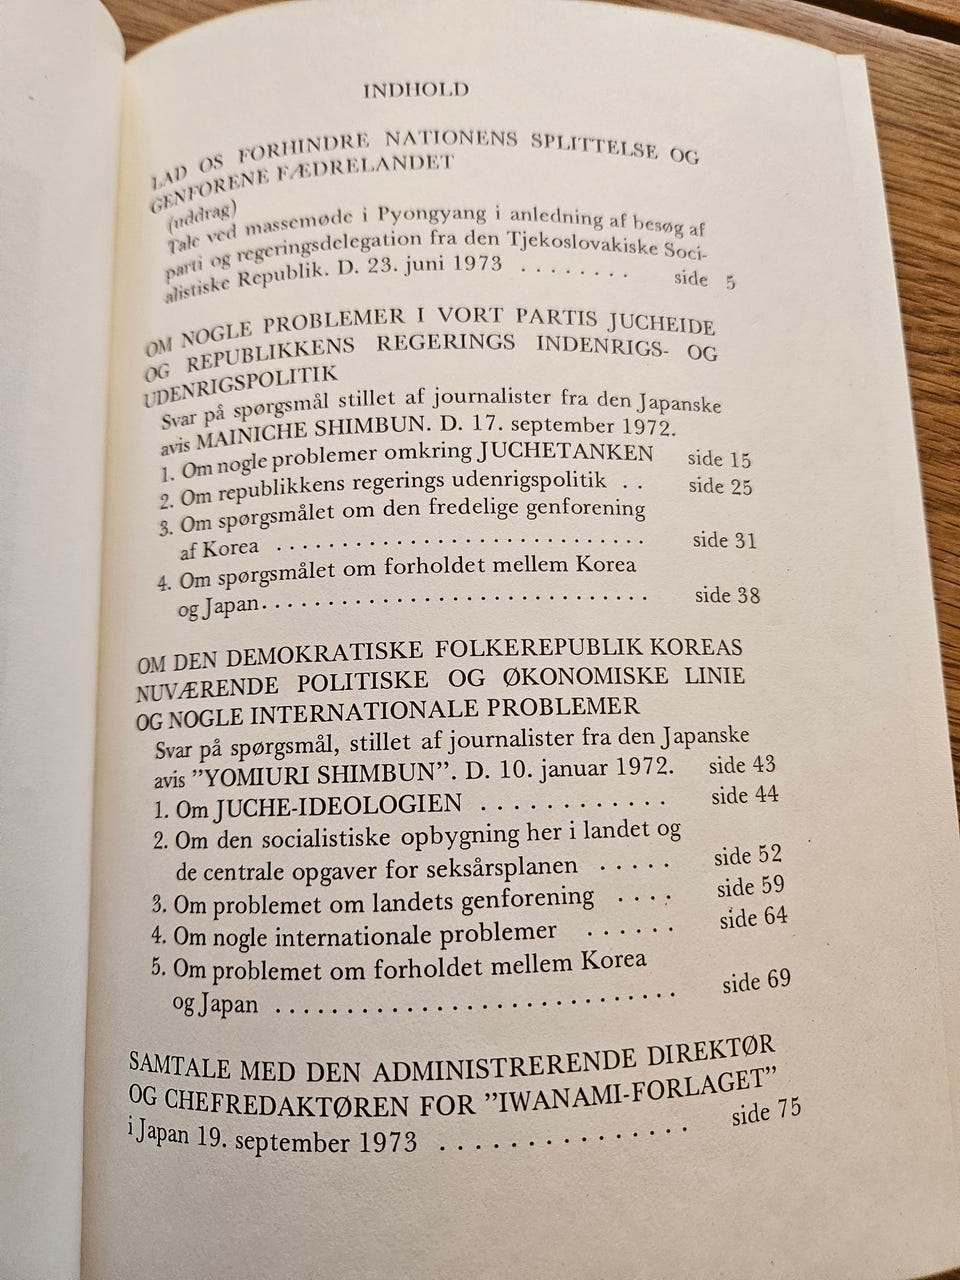 INDHOLD
LAD OS FORHINDRE NATIONENS SPLITTELSE OG
GENFORENE FÆDRELANDET
(uddrag)
Tale ved massemøde i Pyongyang i anledning af besøg af
parti og regeringsdelegation fra den Tjekoslovakiske Soci-
alistiske Republik. D. 23. juni 1973 ........ side 5
OM NOGLE PROBLEMER I VORT PARTIS JUCHEIDE
OG REPUBLIKKENS REGERINGS INDENRIGS- OG
UDENRIGSPOLITIK
Svar på spørgsmål stillet af journalister fra den Japanske
avis MAINICHE SHIMBUN. D. 17. september 1972.
1. Om nogle problemer omkring JUCHETANKEN side 15
2. Om republikkens regerings udenrigspolitik .. side 25
3. Om spørgsmålet om den fredelige genforening
af Korea ............................ side 31
4. Om spørgsmålet om forholdet mellem Korea
og Japan.............................. side 38
OM DEN DEMOKRATISKE FOLKEREPUBLIK KOREAS
NUVÆRENDE POLITISKE OG ØKONOMISKE LINIE
OG NOGLE INTERNATIONALE PROBLEMER
Svar på spørgsmål, stillet af journalister fra den Japanske
avis "YOMIURI SHIMBUN". D. 10. januar 1972. side 43
1. Om JUCHE-IDEOLOGIEN ............ side 44
2. Om den socialistiske opbygning her i landet og
de centrale opgaver for seksårsplanen ..... side 52
3. Om problemet om landets genforening .... side 59
4. Om nogle internationale problemer ...... side 64
5. Om problemet om forholdet mellem Korea
og Japan ............................ side 69
SAMTALE MED DEN ADMINISTRERENDE DIREKTØR
OG CHEFREDAKTØREN FOR "IWANAMI-FORLAGET"
i Japan 19. september 1973 ............... side 75